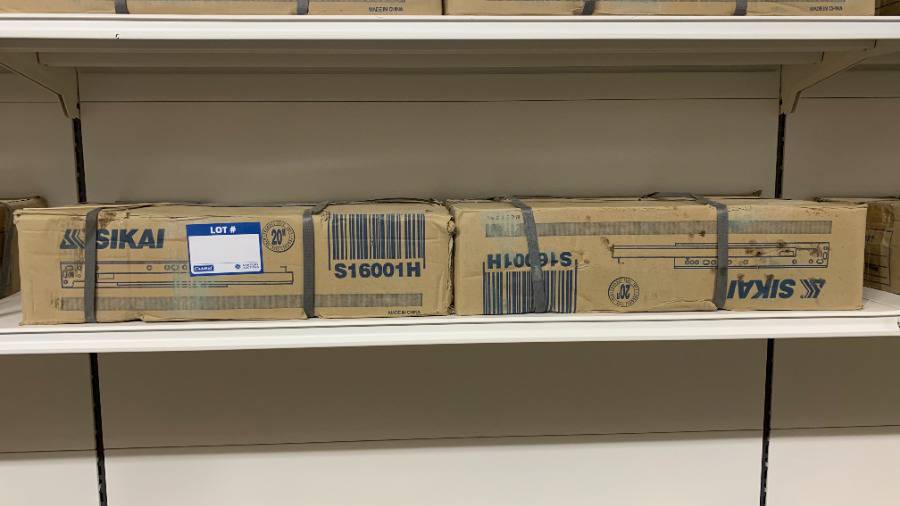 MADE IN CHINA
MADE IN CHINA
SIKAI
LOT #
20"
S16001H
MADE IN CHINA
S16001H
20"
SIKAI